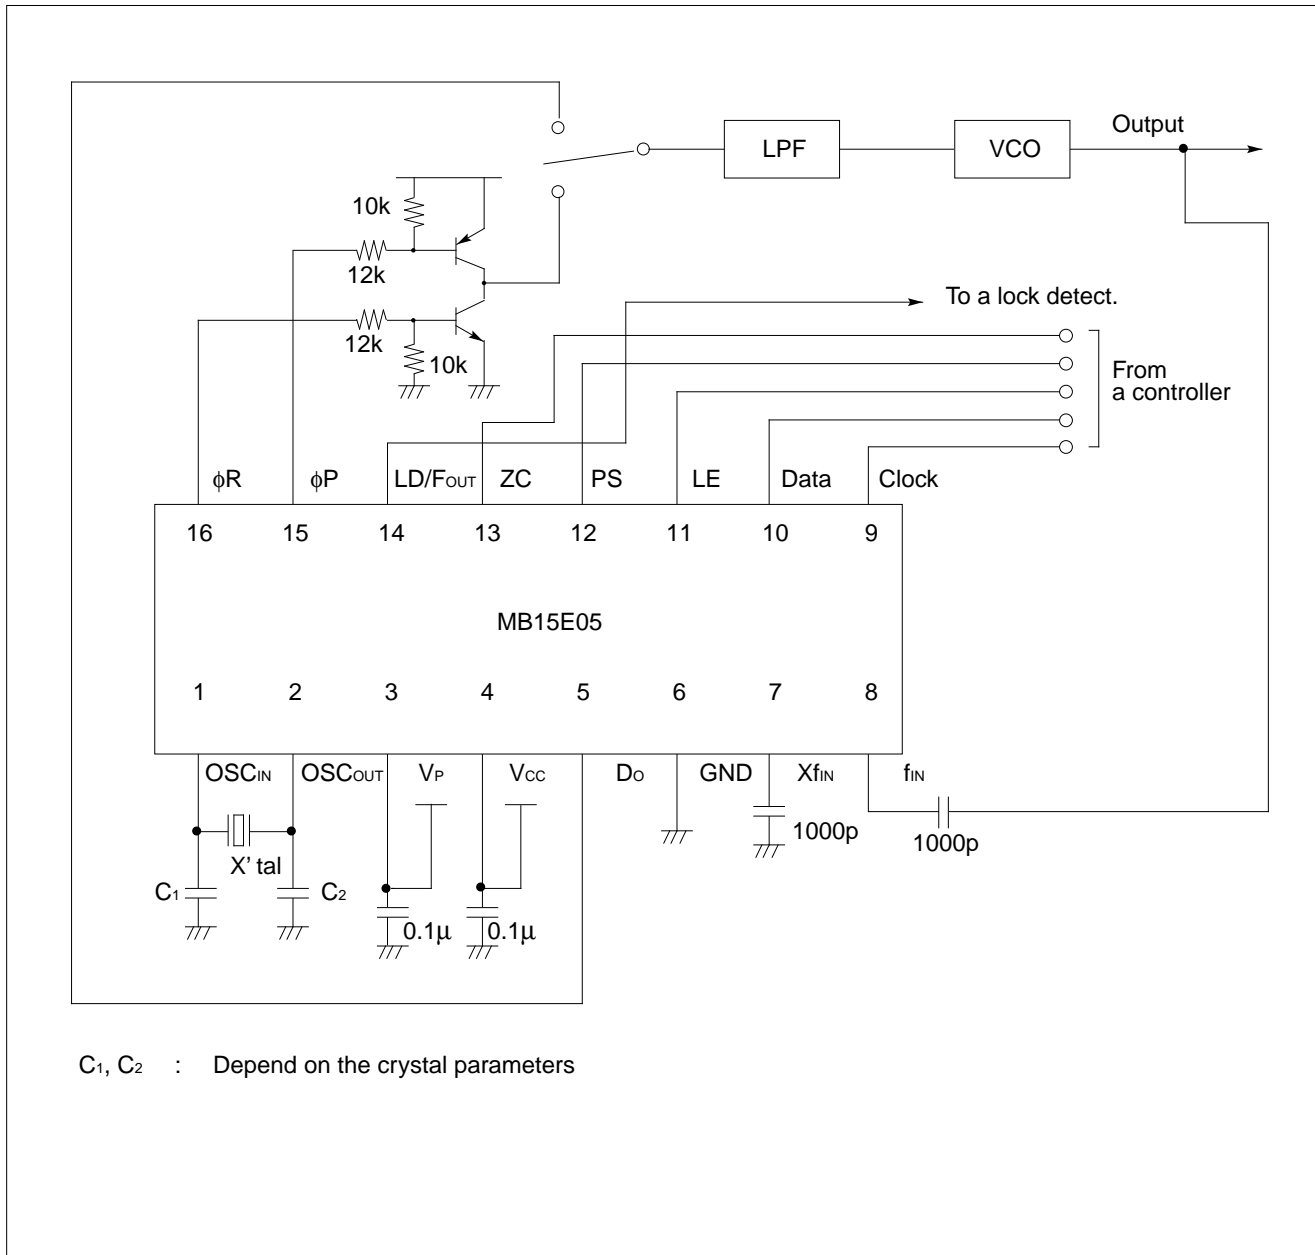 Output
LPF
VCO
10k
12k
To a lock detect.
12k
10k
From
a controller
ϕR
ϕP
LD/FOUT
ZC
PS
LE
Data
Clock
16
15
14
13
12
11
10
9
MB15E05
1
2
3
4
5
6
7
8
OSCIN
OSCOUT
VP
VCC
DO
GND
XfIN
fIN
X' tal
1000p
1000p
C1
C2
0.1µ
0.1µ
C1, C2 : Depend on the crystal parameters